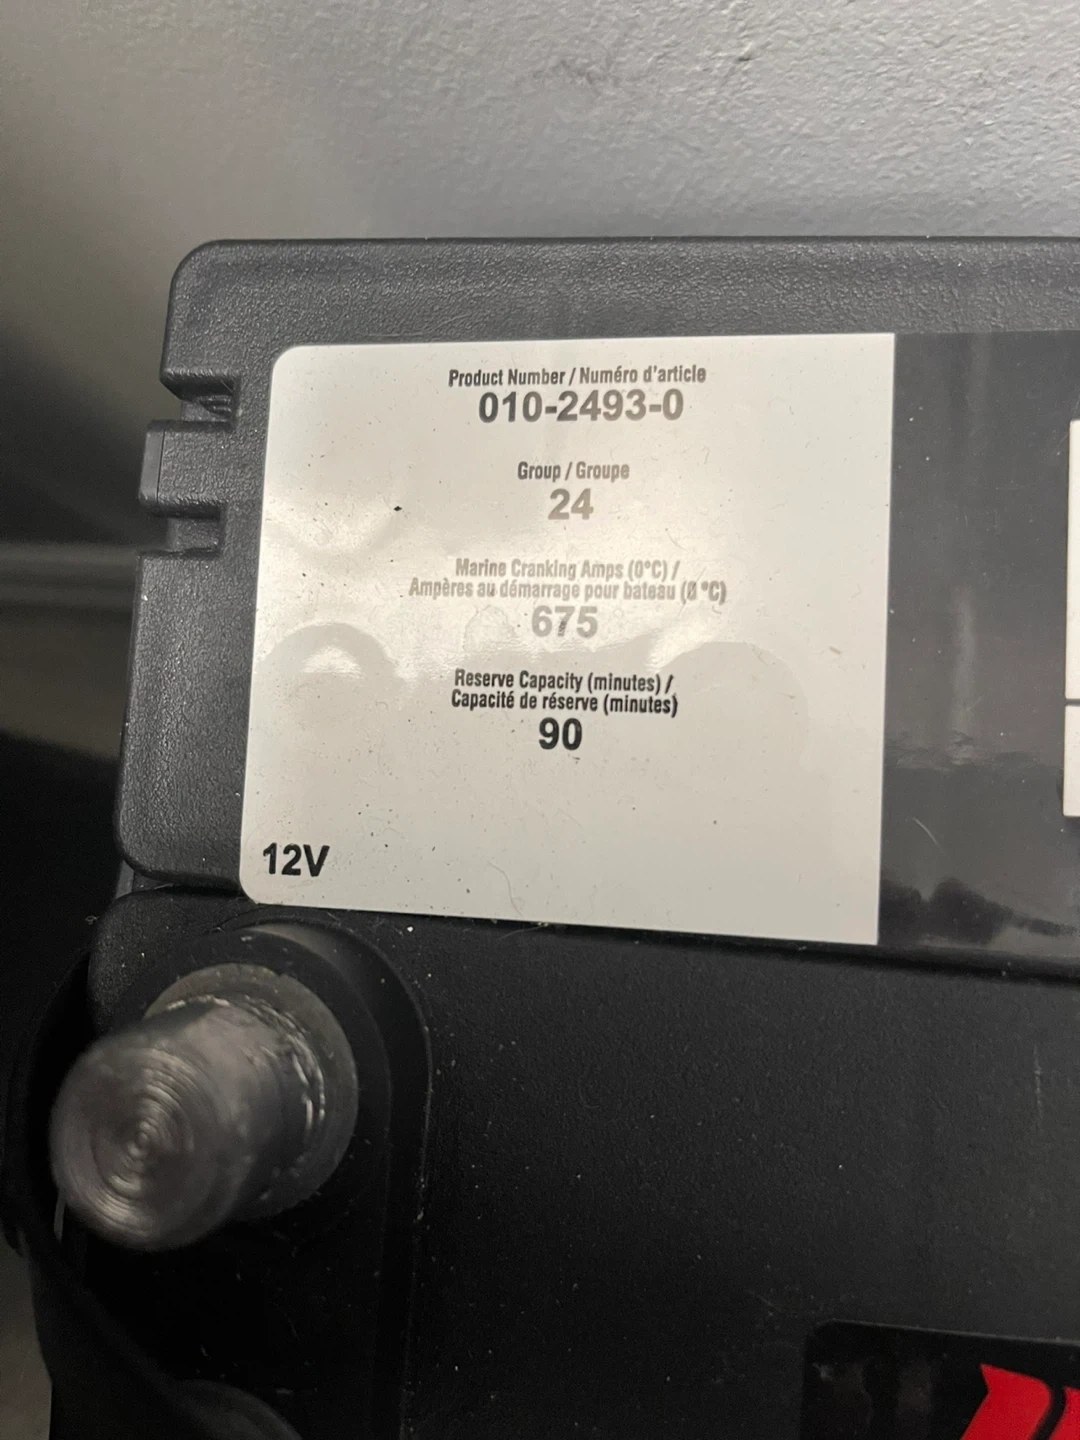 Product Number / Numéro d'article
010-2493-0
Group / Groupe
24
Marine Cranking Amps (0°C) /
Ampères au démarrage pour bateau (0 °C)
675
Reserve Capacity (minutes) /
Capacité de réserve (minutes)
90
12V